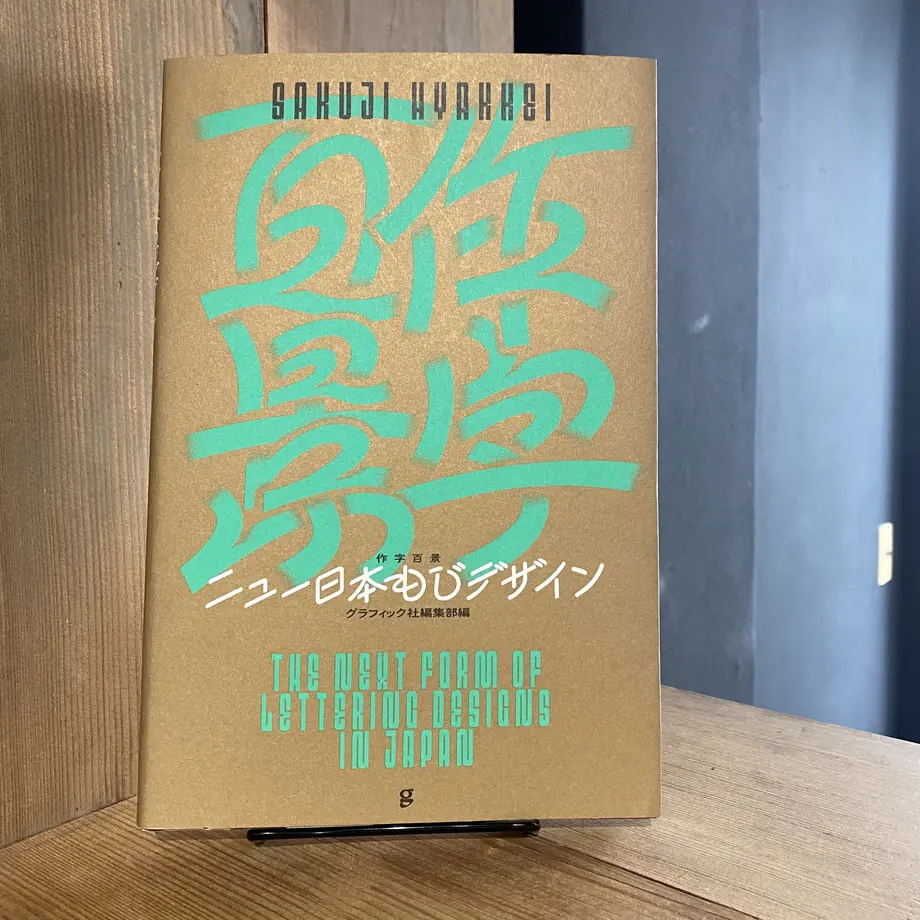 SAKUJI HYAKKEI
作字
百景
作字百景
ニュー日本もじデザイン
グラフィック社編集部編
THE NEXT FORM OF
LETTERING DESIGNS
IN JAPAN
g